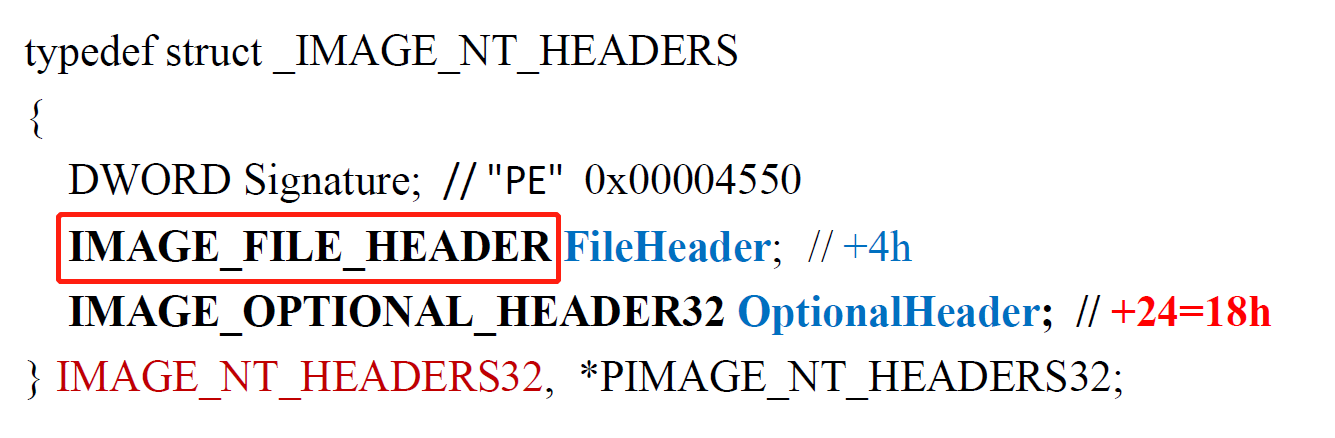 typedef struct _IMAGE_NT_HEADERS
{
DWORD Signature; // "PE" 0x00004550
IMAGE_FILE_HEADER FileHeader; // +4h
IMAGE_OPTIONAL_HEADER32 OptionalHeader; // +24=18h
} IMAGE_NT_HEADERS32, *PIMAGE_NT_HEADERS32;